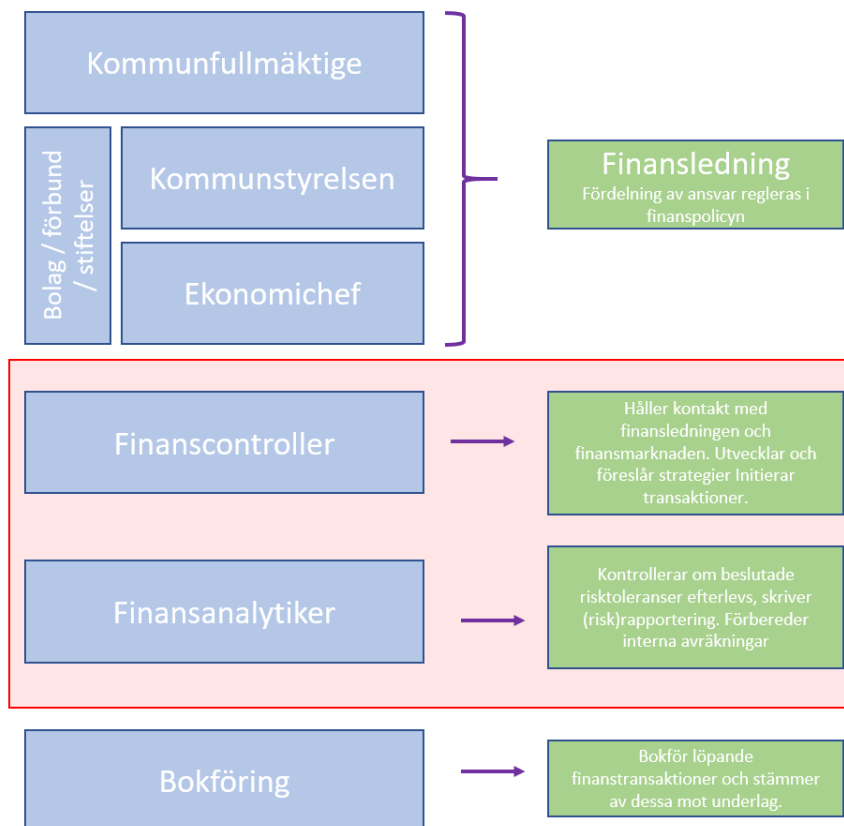 Kommunfullmäktige
Bolag / förbund
/ stiftelser
Kommunstyrelsen
Ekonomichef
Finansledning
Fördelning av ansvar regleras i
finanspolicyn
Finanscontroller
Håller kontakt med
finansledningen och
finansmarknaden. Utvecklar och
föreslår strategier Initierar
transaktioner.
Finansanalytiker
Kontrollerar om beslutade
risktoleranser efterlevs, skriver
(risk)rapportering. Förbereder
interna avräkningar
Bokföring
Bokför löpande
finanstransaktioner och stämmer
av dessa mot underlag.